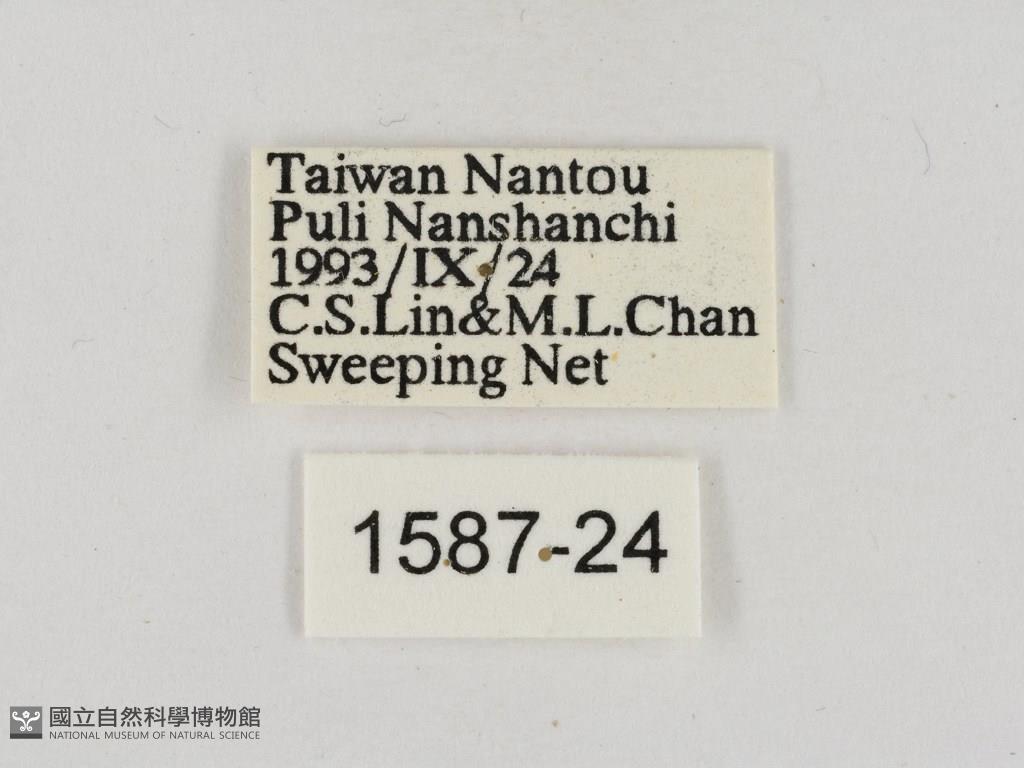 Taiwan Nantou
Puli Nanshanchi
1993/IX/24
C.S.Lin&M.L.Chan
Sweeping Net
1587-24
國立自然科學博物館
NATIONAL MUSEUM OF NATURAL SCIENCE